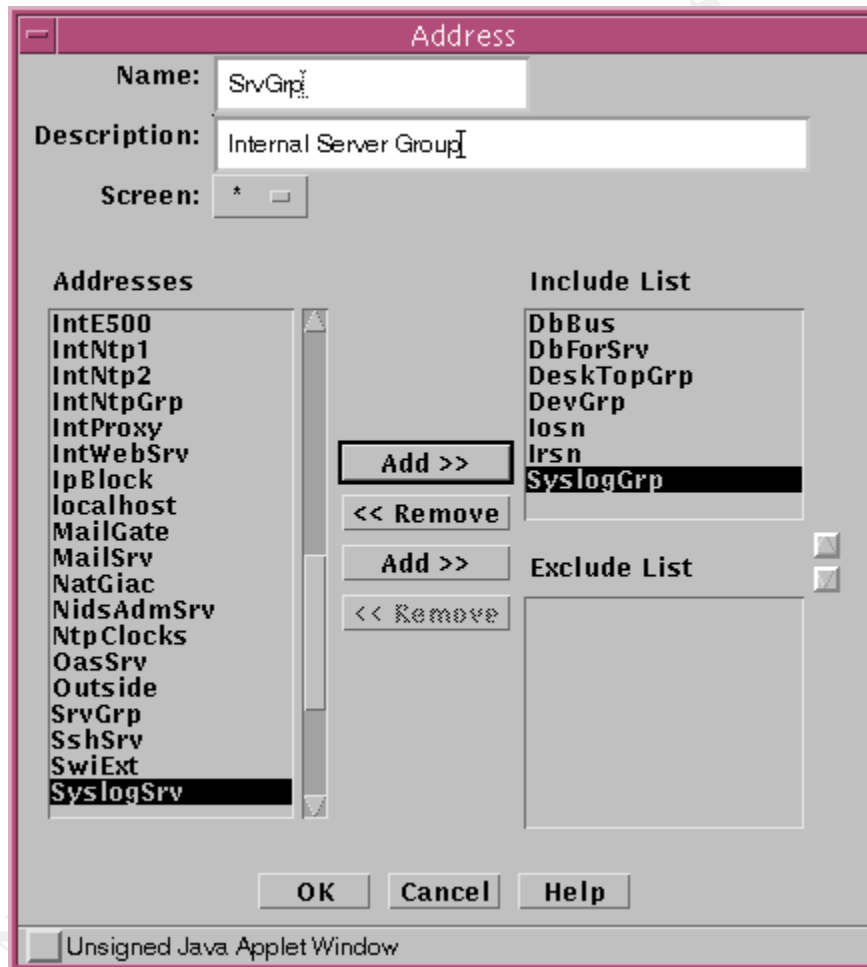 Address
Name: SrvGrp
Description: Internal Server Group
Screen: *
Addresses
IntE500
IntNtp1
IntNtp2
IntNtpGrp
IntProxy
IntWebSrv
IpBlock
localhost
MailGate
MailSrv
NatGiac
NidsAdmSrv
NtpClocks
OasSrv
Outside
SrvGrp
SshSrv
SwiExt
SyslogSrv
Add >>
<< Remove
Add >>
<< Remove
Include List
DbBus
DbForSrv
DeskTopGrp
DevGrp
Iosn
Irsn
SyslogGrp
Exclude List
OK Cancel Help
Unsigned Java Applet Window